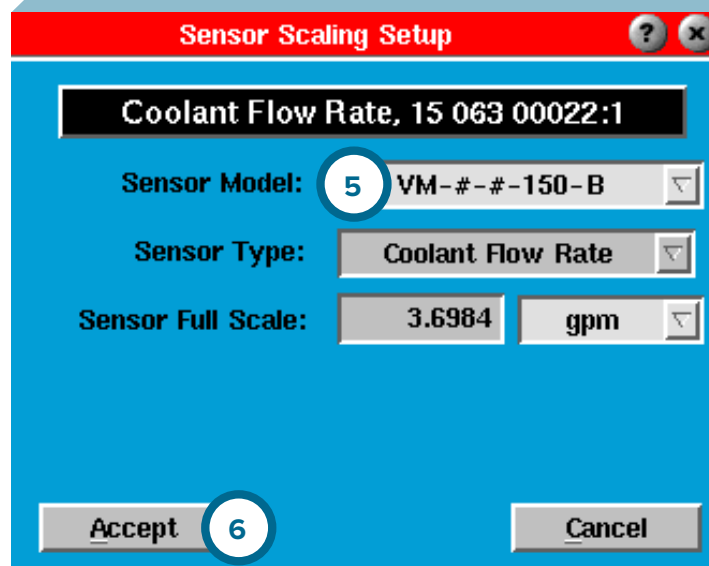 Sensor Scaling Setup ? ×
Coolant Flow Rate, 15 063 00022:1
Sensor Model: 5 VM-#-#-150-B
Sensor Type: Coolant Flow Rate
Sensor Full Scale: 3.6984 gpm
Accept 6 Cancel